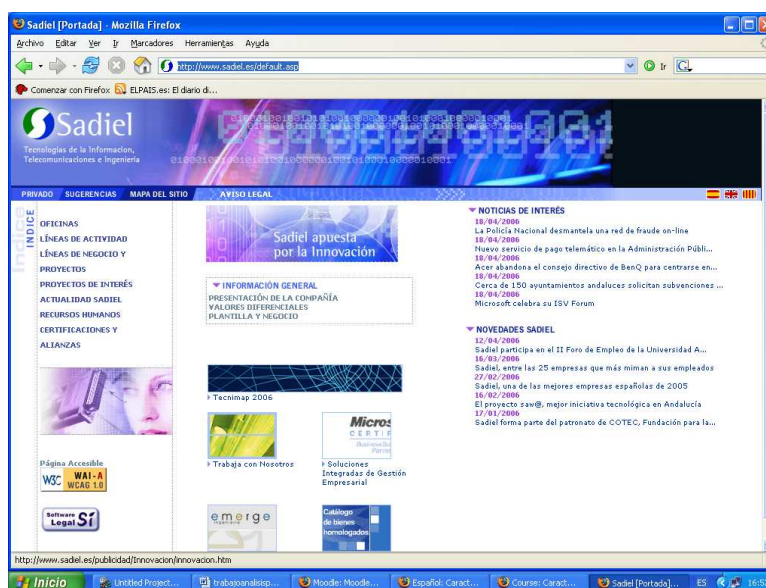 Sadiel [Portada] - Mozilla Firefox
Archivo Editar Ver Ir Marcadores Herramientas Ayuda
http://www.sadiel.es/default.asp
Ir
Comenzar con Firefox ELPAIS.es: El diario di...
Sadiel
Tecnologías de la Informacion,
Telecomunicaciones e Ingeniería
PRIVADO SUGERENCIAS MAPA DEL SITIO AVISO LEGAL
INDICE
OFICINAS
LÍNEAS DE ACTIVIDAD
LÍNEAS DE NEGOCIO Y
PROYECTOS
PROYECTOS DE INTERÉS
ACTUALIDAD SADIEL
RECURSOS HUMANOS
CERTIFICACIONES Y
ALIANZAS
Página Accesible
W3C WAI-A
WCAG 1.0
Software
Legal Sí
Sadiel apuesta
por la Innovación
INFORMACIÓN GENERAL
PRESENTACIÓN DE LA COMPAÑÍA
VALORES DIFERENCIALES
PLANTILLA Y NEGOCIO
Tecnimap 2006
Trabaja con Nosotros
Micros
CERTIF
Soluciones
Integradas de Gestión
Empresarial
emerge
ingeniería
Catálogo
de bienes
homologados
NOTICIAS DE INTERÉS
18/04/2006
La Policía Nacional desmantela una red de fraude on-line
18/04/2006
Nuevo servicio de pago telemático en la Administración Públi...
18/04/2006
Acer abandona el consejo directivo de BenQ para centrarse en...
18/04/2006
Cerca de 150 ayuntamientos andaluces solicitan subvenciones ...
18/04/2006
Microsoft celebra su ISV Forum
NOVEDADES SADIEL
12/04/2006
Sadiel participa en el II Foro de Empleo de la Universidad A...
16/03/2006
Sadiel, entre las 25 empresas que más miman a sus empleados
27/02/2006
Sadiel, una de las mejores empresas españolas de 2005
16/02/2006
El proyecto saw@, mejor iniciativa tecnológica en Andalucía
17/01/2006
Sadiel forma parte del patronato de COTEC, Fundación para la...
http://www.sadiel.es/publicidad/Innovacion/innovacion.htm
Inicio Untitled Project... trabajoanalisisp... Moodle: Moodle... Español: Caract... Course: Caract... Sadiel [Portada]... ES